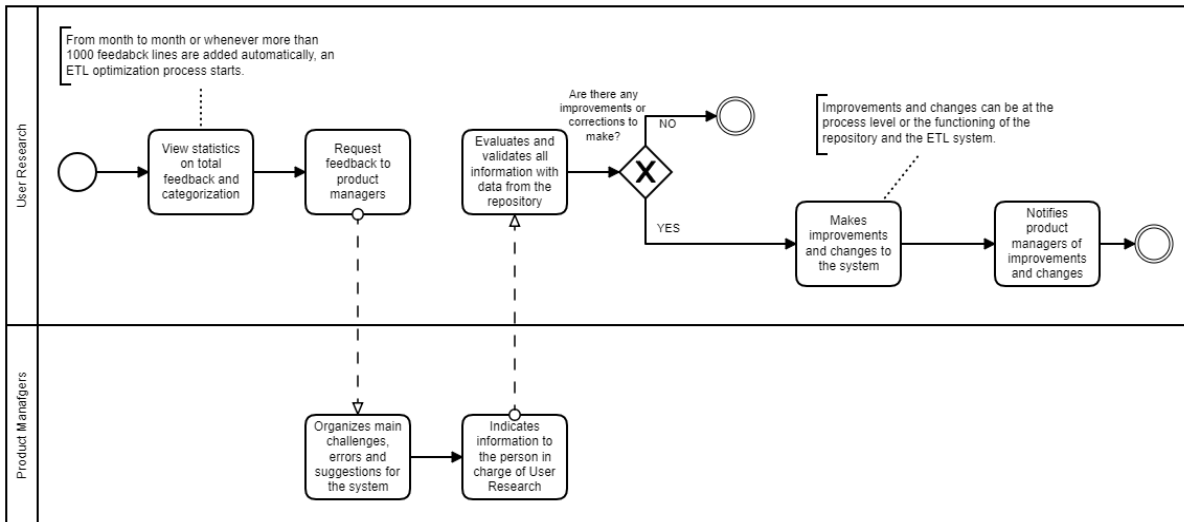 User Research
From month to month or whenever more than
1000 feedabck lines are added automatically, an
ETL optimization process starts.
View statistics
on total
feedback and
categorization
Request
feedback to
product
managers
Evaluates and
validates all
information with
data from the
repository
Are there any
improvements or
corrections to
make?
NO
YES
Improvements and changes can be at the
process level or the functioning of the
repository and the ETL system.
Makes
improvements
and changes to
the system
Notifies
product
managers of
improvements
and changes
Product Manafgers
Organizes main
challenges,
errors and
suggestions for
the system
Indicates
information to
the person in
charge of User
Research